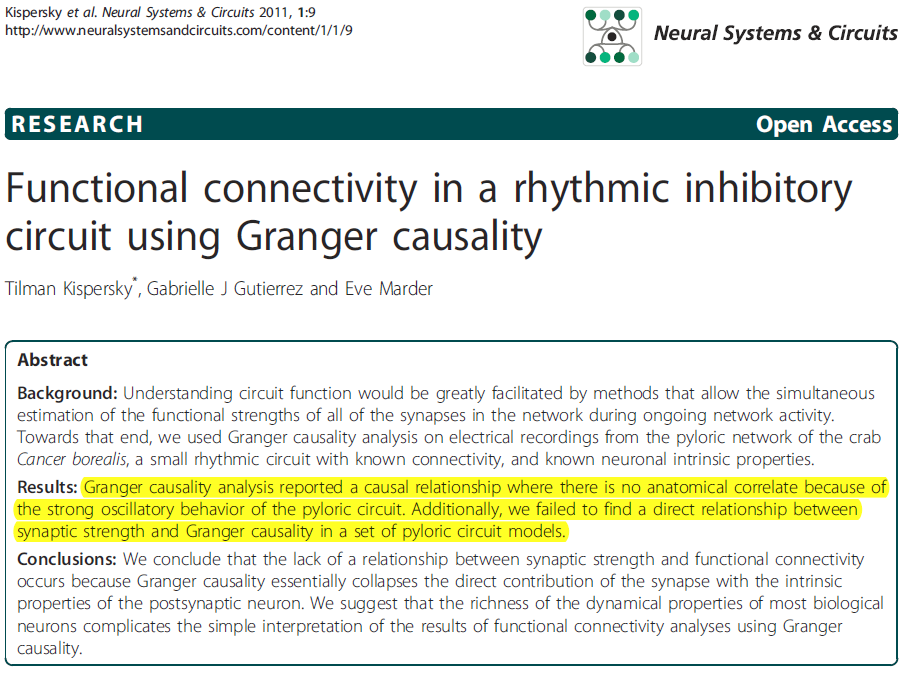 Kispersky et al. Neural Systems & Circuits 2011, 1:9
http://www.neuralsystemsandcircuits.com/content/1/1/9
Neural Systems & Circuits
RESEARCH
Open Access
Functional connectivity in a rhythmic inhibitory
circuit using Granger causality
Tilman Kispersky*, Gabrielle J Gutierrez and Eve Marder
Abstract
Background: Understanding circuit function would be greatly facilitated by methods that allow the simultaneous
estimation of the functional strengths of all of the synapses in the network during ongoing network activity.
Towards that end, we used Granger causality analysis on electrical recordings from the pyloric network of the crab
Cancer borealis, a small rhythmic circuit with known connectivity, and known neuronal intrinsic properties.
Results: Granger causality analysis reported a causal relationship where there is no anatomical correlate because of
the strong oscillatory behavior of the pyloric circuit. Additionally, we failed to find a direct relationship between
synaptic strength and Granger causality in a set of pyloric circuit models.
Conclusions: We conclude that the lack of a relationship between synaptic strength and functional connectivity
occurs because Granger causality essentially collapses the direct contribution of the synapse with the intrinsic
properties of the postsynaptic neuron. We suggest that the richness of the dynamical properties of most biological
neurons complicates the simple interpretation of the results of functional connectivity analyses using Granger
causality.